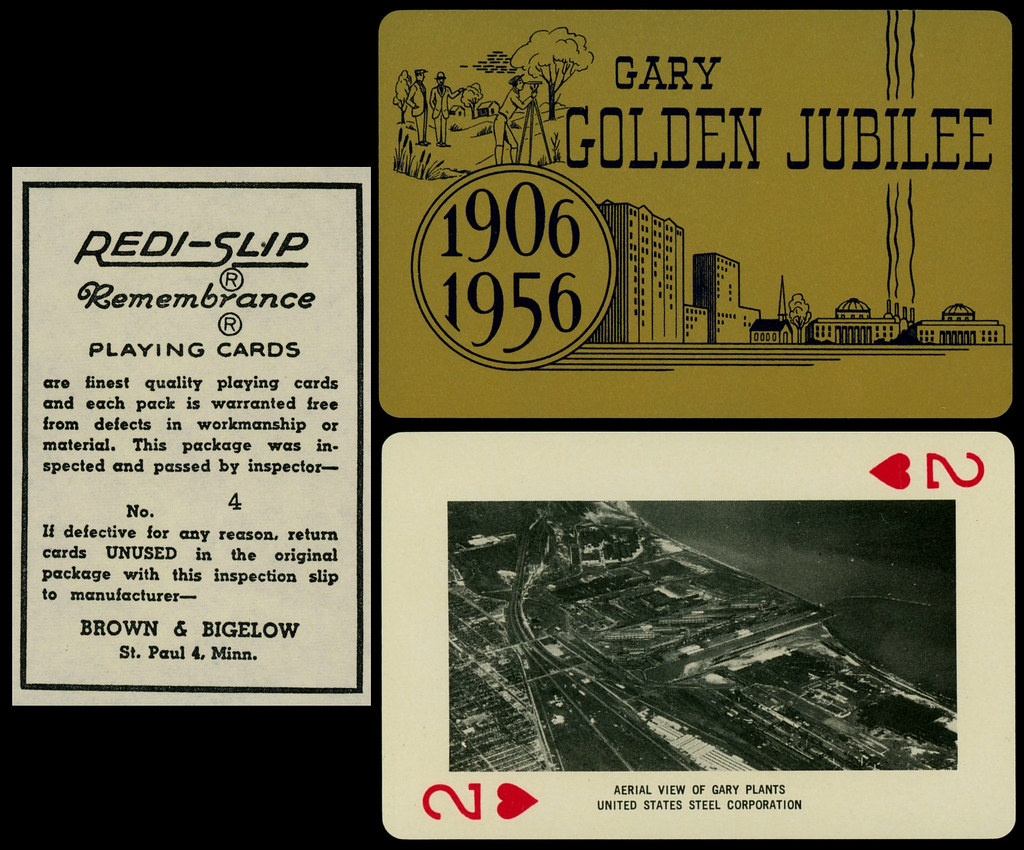 REDI-SLIP
®
Remembrance
®
PLAYING CARDS
are finest quality playing cards
and each pack is warranted free
from defects in workmanship or
material. This package was in-
spected and passed by inspector—
No. 4
If defective for any reason, return
cards UNUSED in the original
package with this inspection slip
to manufacturer—
BROWN & BIGELOW
St. Paul 4, Minn.
GARY
GOLDEN JUBILEE
1906
1956
2
AERIAL VIEW OF GARY PLANTS
UNITED STATES STEEL CORPORATION
2